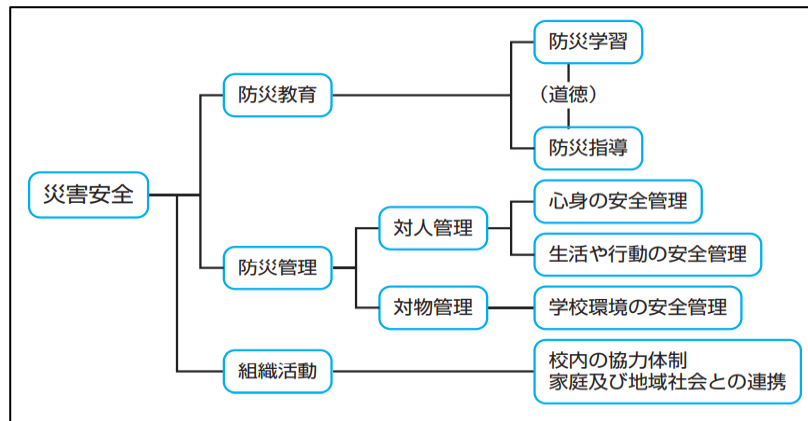 防災学習
防災教育
（道徳）
防災指導
災害安全
心身の安全管理
対人管理
生活や行動の安全管理
防災管理
対物管理
学校環境の安全管理
組織活動
校内の協力体制
家庭及び地域社会との連携